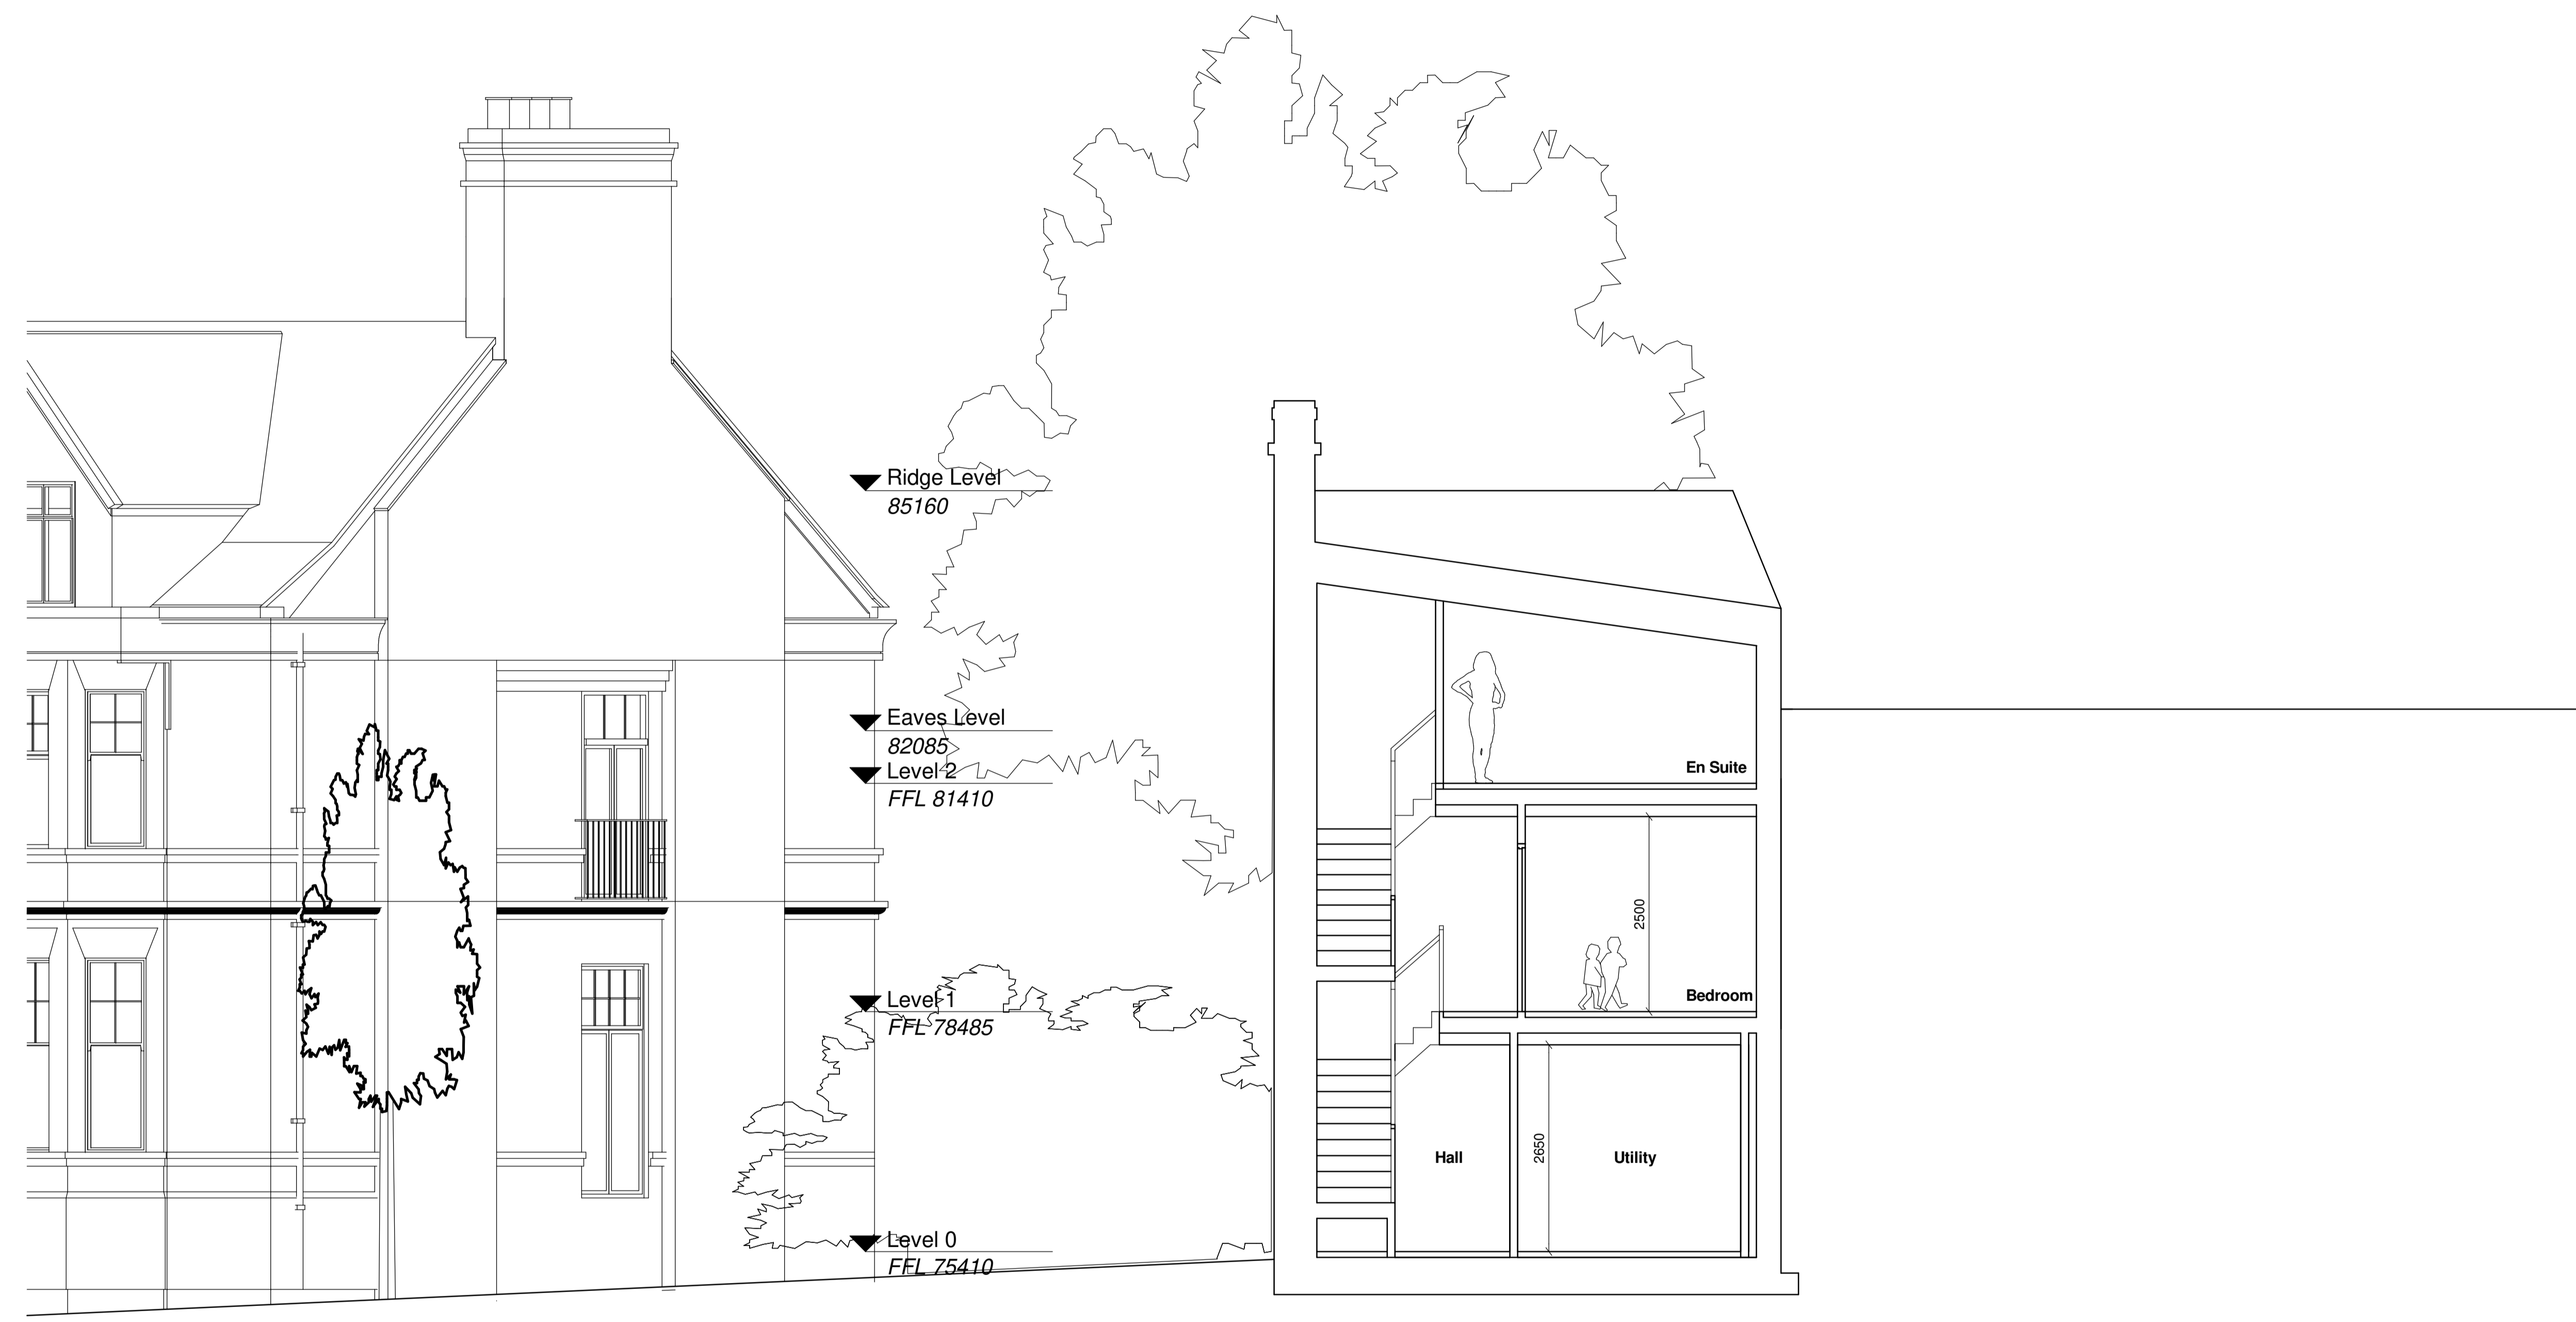 Ridge Level
85160
Eaves Level
82085
Level 2
FFL 81410
En Suite
2500
Level 1
FFL 78485
Bedroom
2650
Hall
Utility
Level 0
FFL 75410